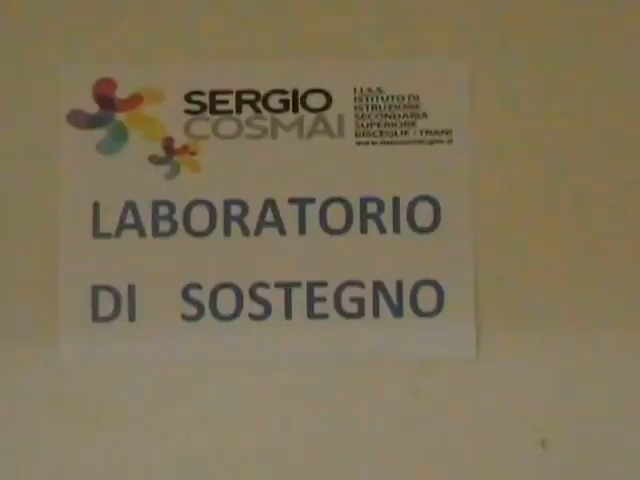 SERGIO
COSMAI
I.I.S.S.
ISTITUTO DI
ISTRUZIONE
SECONDARIA
SUPERIORE
BISCEGLIE - TRANI
LABORATORIO
DI SOSTEGNO